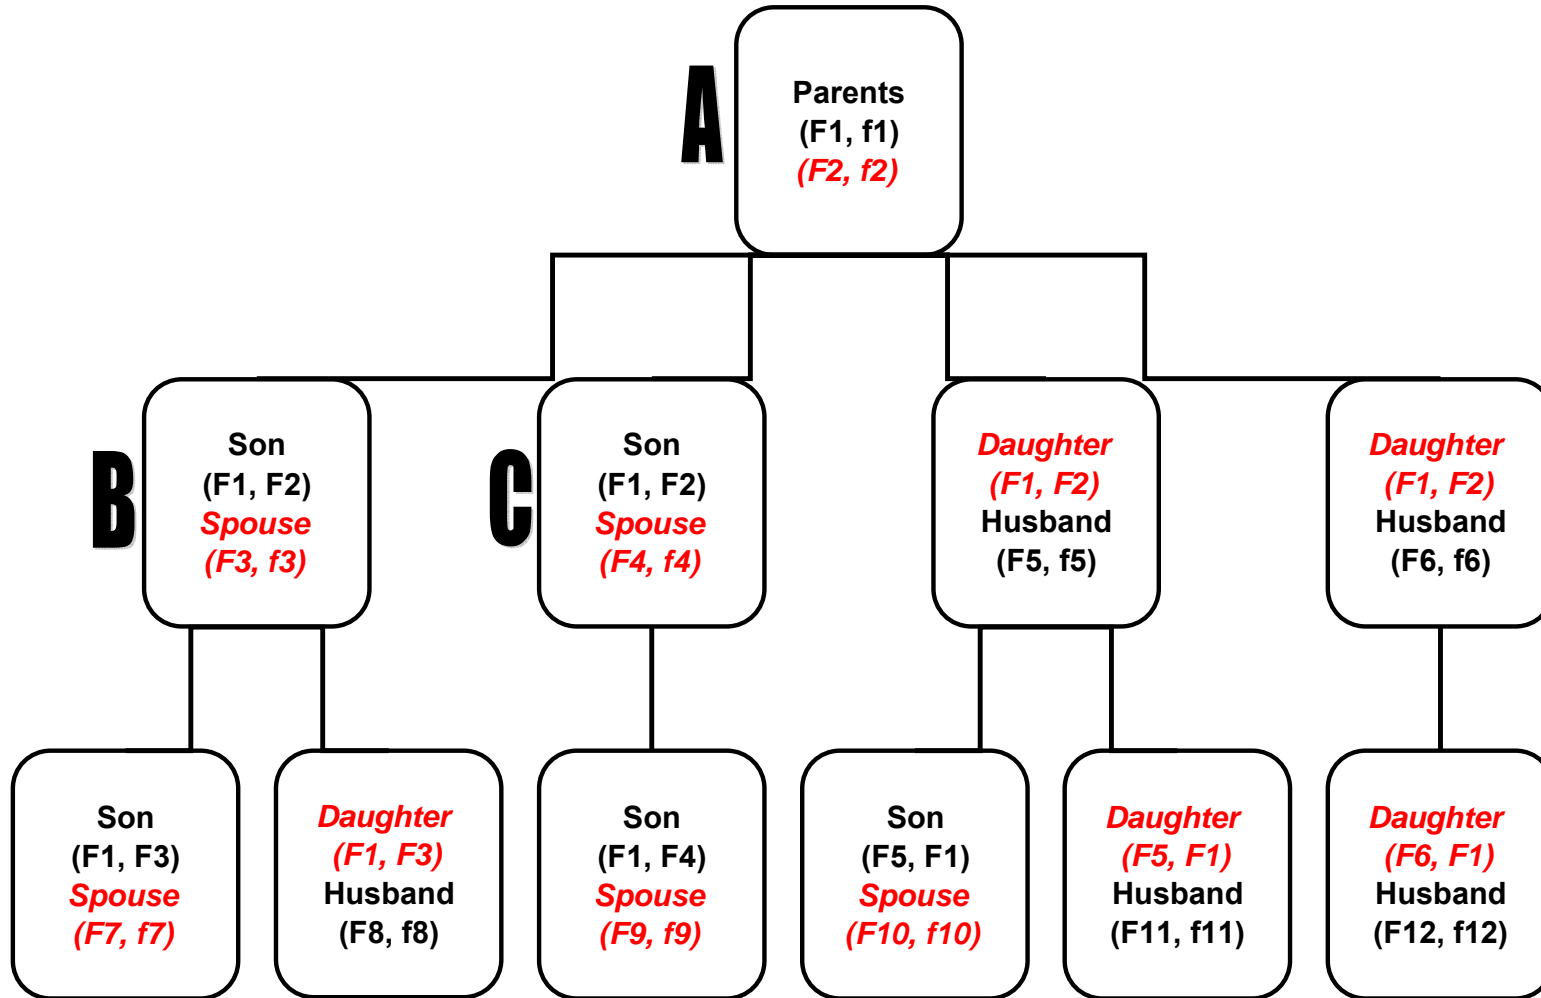 A
Parents
(F1, f1)
(F2, f2)
B
Son
(F1, F2)
Spouse
(F3, f3)
C
Son
(F1, F2)
Spouse
(F4, f4)
Daughter
(F1, F2)
Husband
(F5, f5)
Daughter
(F1, F2)
Husband
(F6, f6)
Son
(F1, F3)
Spouse
(F7, f7)
Daughter
(F1, F3)
Husband
(F8, f8)
Son
(F1, F4)
Spouse
(F9, f9)
Son
(F5, F1)
Spouse
(F10, f10)
Daughter
(F5, F1)
Husband
(F11, f11)
Daughter
(F6, F1)
Husband
(F12, f12)